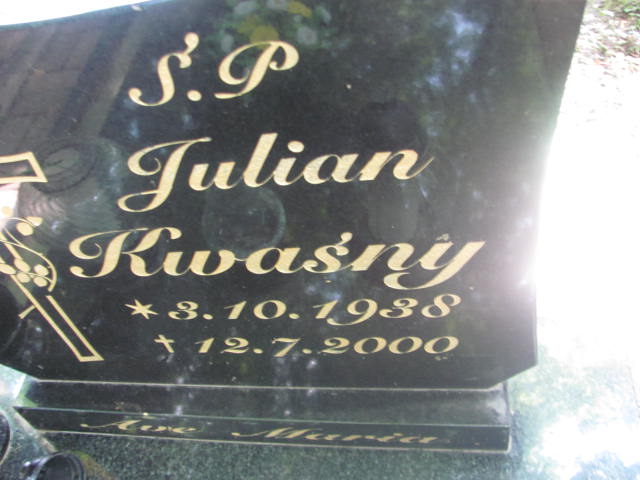 Ś.P
Julian
Kwaśny
* 3.10.1938
† 12.7.2000
Ave Maria